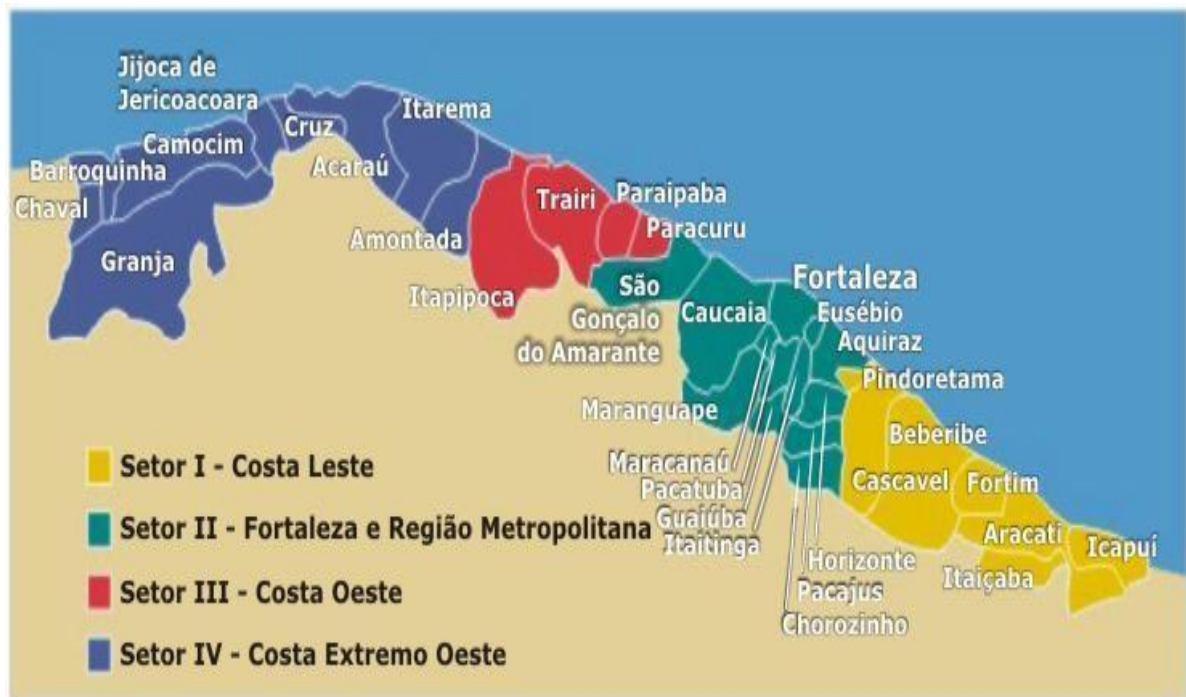 Jijoca de
Jericoacoara
Itarema
Cruz
Camocim
Barroquinha
Acaraú
Chaval
Trairi
Paraipaba
Paracuru
Amontada
Granja
Itapipoca
São
Gonçalo
do Amarante
Caucaia
Fortaleza
Eusébio
Aquiraz
Pindoretama
Maranguape
Beberibe
Maracanaú
Pacatuba
Guaiúba
Itaitinga
Cascavel
Fortim
Aracati
Icapuí
Itaiçaba
Horizonte
Pacajus
Chorozinho
Setor I - Costa Leste
Setor II - Fortaleza e Região Metropolitana
Setor III - Costa Oeste
Setor IV - Costa Extremo Oeste